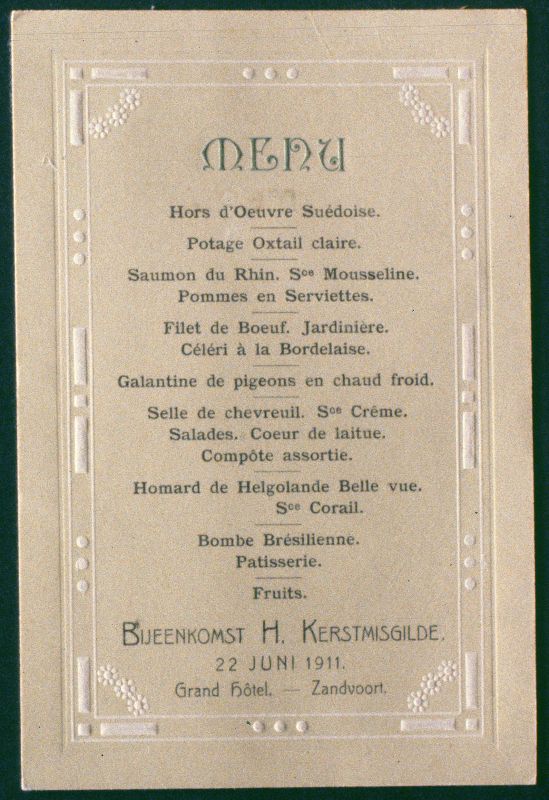 MENU
Hors d'Oeuvre Suédoise.
Potage Oxtail claire.
Saumon du Rhin. Sce Mousseline.
Pommes en Serviettes.
Filet de Boeuf. Jardinière.
Céléri à la Bordelaise.
Galantine de pigeons en chaud froid.
Selle de chevreuil. Sce Crême.
Salades. Coeur de laitue.
Compôte assortie.
Homard de Helgolande Belle vue.
Sce Corail.
Bombe Brésilienne.
Patisserie.
Fruits.
BIJEENKOMST H. KERSTMISGILDE.
22 JUNI 1911.
Grand Hôtel. — Zandvoort.